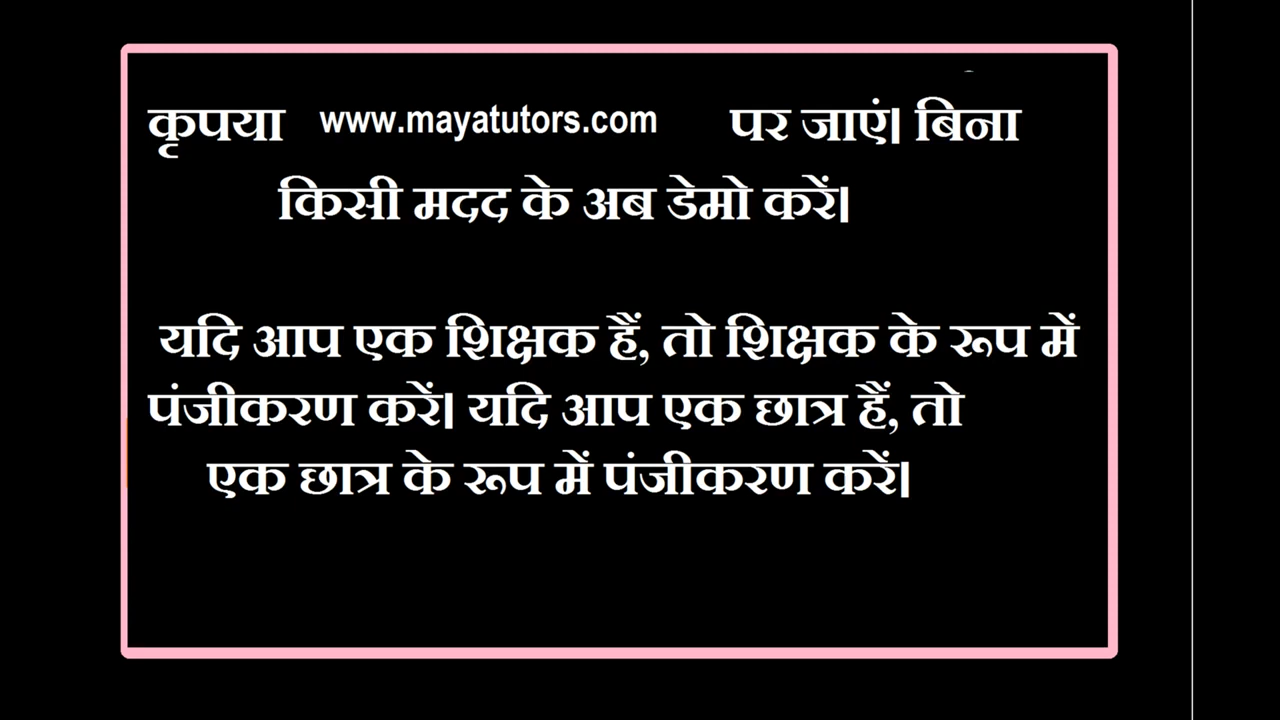 कृपया www.mayatutors.com पर जाएं। बिना
किसी मदद के अब डेमो करें।
यदि आप एक शिक्षक हैं, तो शिक्षक के रूप में
पंजीकरण करें। यदि आप एक छात्र हैं, तो
एक छात्र के रूप में पंजीकरण करें।